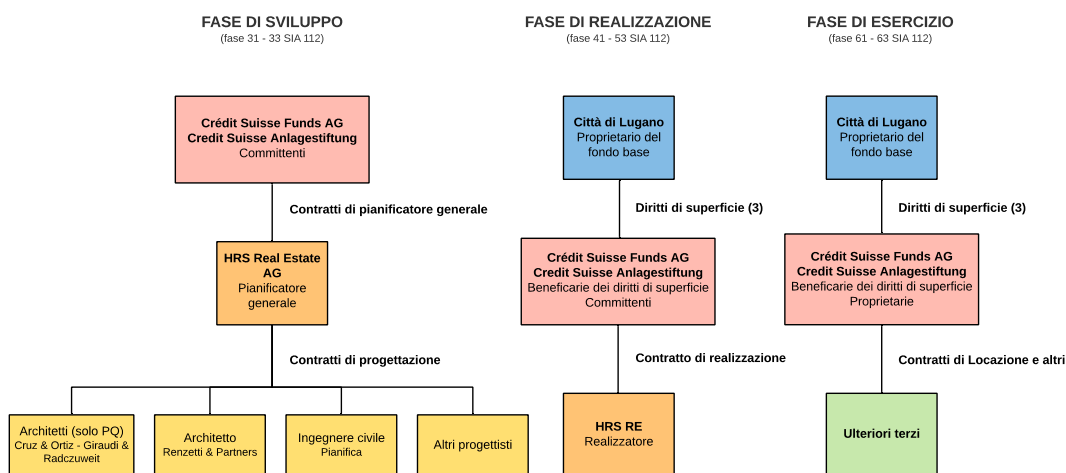 FASE DI SVILUPPO
(fase 31 - 33 SIA 112)
Crédit Suisse Funds AG
Credit Suisse Anlagestiftung
Committenti
Contratti di pianificatore generale
HRS Real Estate
AG
Pianificatore
generale
Contratti di progettazione
Architetti (solo PQ)
Cruz & Ortiz - Giraudi &
Radczuweit
Architetto
Renzetti & Partners
Ingegnere civile
Pianifica
Altri progettisti
FASE DI REALIZZAZIONE
(fase 41 - 53 SIA 112)
Città di Lugano
Proprietario del
fondo base
Diritti di superficie (3)
Crédit Suisse Funds AG
Credit Suisse Anlagestiftung
Beneficarie dei diritti di superficie
Committenti
Contratto di realizzazione
HRS RE
Realizzatore
FASE DI ESERCIZIO
(fase 61 - 63 SIA 112)
Città di Lugano
Proprietario del
fondo base
Diritti di superficie (3)
Crédit Suisse Funds AG
Credit Suisse Anlagestiftung
Beneficarie dei diritti di superficie
Proprietarie
Contratti di Locazione e altri
Ulteriori terzi